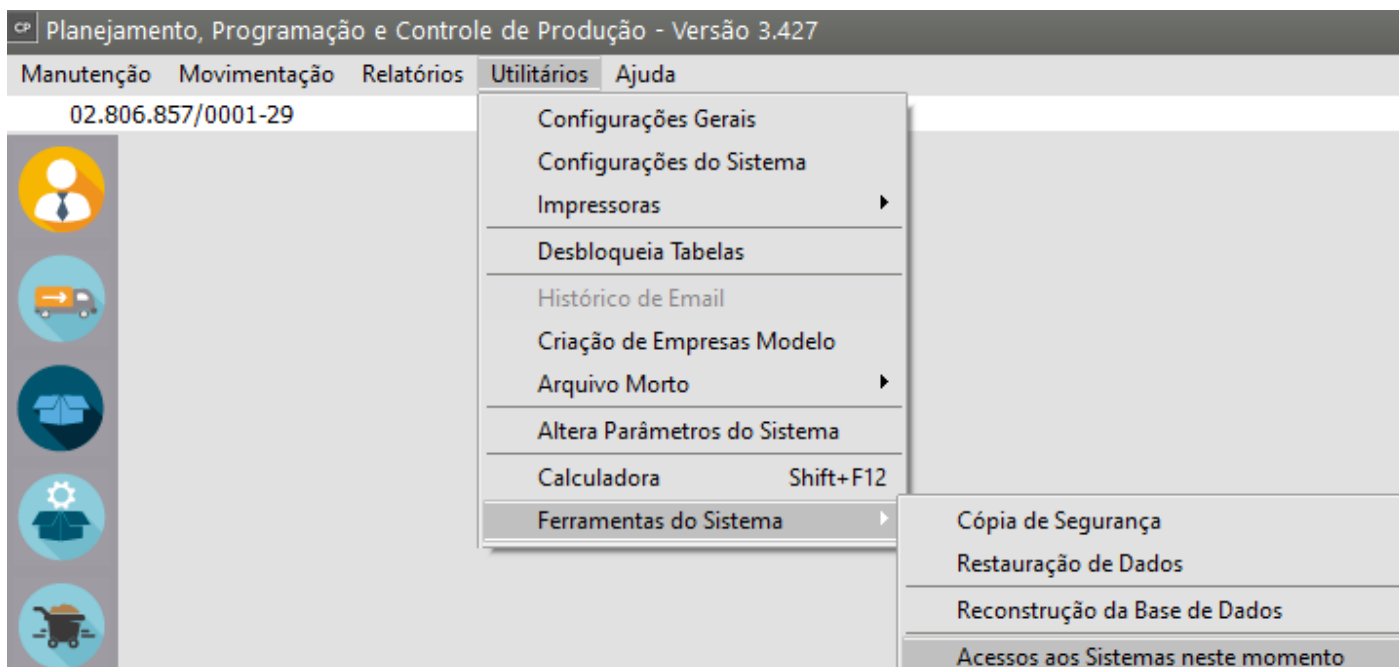 CP Planejamento, Programação e Controle de Produção - Versão 3.427
Manutenção Movimentação Relatórios Utilitários Ajuda
02.806.857/0001-29
Configurações Gerais
Configurações do Sistema
Impressoras
Desbloqueia Tabelas
Histórico de Email
Criação de Empresas Modelo
Arquivo Morto
Altera Parâmetros do Sistema
Calculadora Shift+F12
Ferramentas do Sistema
Cópia de Segurança
Restauração de Dados
Reconstrução da Base de Dados
Acessos aos Sistemas neste momento